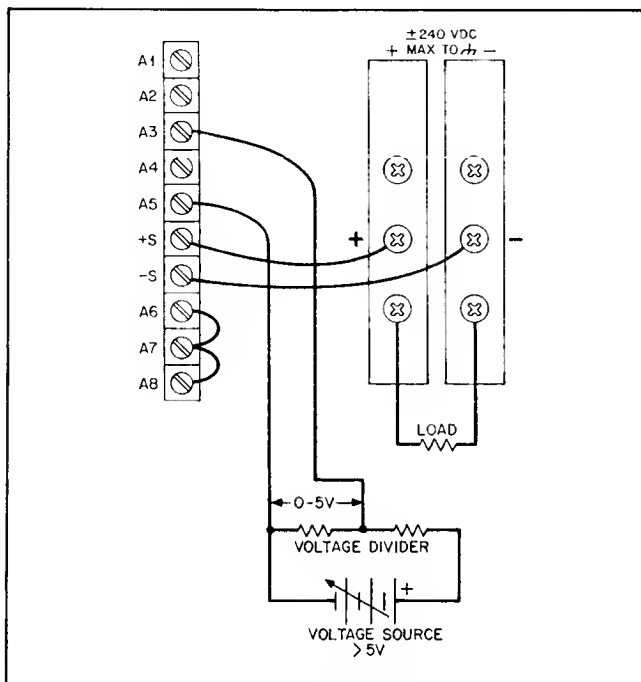 ±240 VDC
+ MAX TO ⏚ −
A1
A2
A3
A4
A5
+S
-S
A6
A7
A8
+
-
LOAD
0-5V
VOLTAGE DIVIDER
+
VOLTAGE SOURCE
>5V